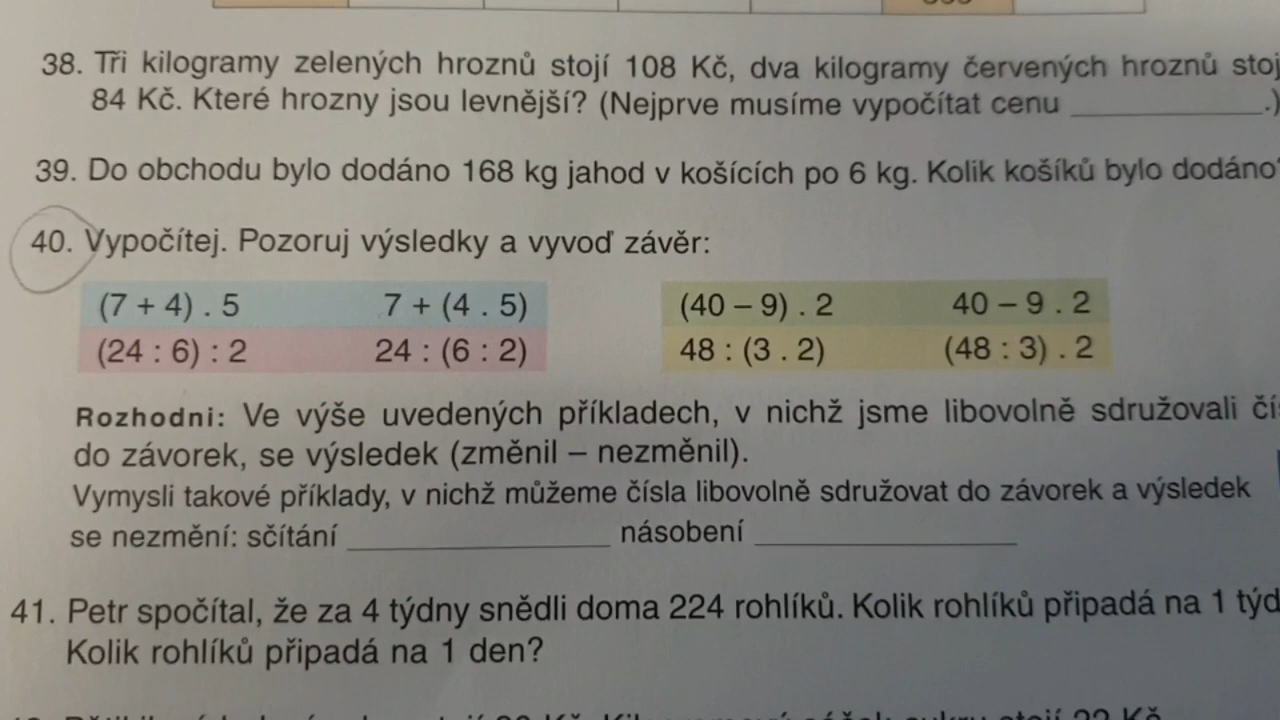 38. Tři kilogramy zelených hroznů stojí 108 Kč, dva kilogramy červených hroznů stoj
84 Kč. Které hrozny jsou levnější? (Nejprve musíme vypočítat cenu ____________.)
39. Do obchodu bylo dodáno 168 kg jahod v košících po 6 kg. Kolik košíků bylo dodáno?
40. Vypočítej. Pozoruj výsledky a vyvoď závěr:
(7 + 4) . 5 7 + (4 . 5) (40 – 9) . 2 40 – 9 . 2
(24 : 6) : 2 24 : (6 : 2) 48 : (3 . 2) (48 : 3) . 2
Rozhodni: Ve výše uvedených příkladech, v nichž jsme libovolně sdružovali
do závorek, se výsledek (změnil – nezměnil).
Vymysli takové příklady, v nichž můžeme čísla libovolně sdružovat do závorek a výsledek
se nezmění: sčítání ________________ násobení ________________
41. Petr spočítal, že za 4 týdny snědli doma 224 rohlíků. Kolik rohlíků připadá na 1 týd
Kolik rohlíků připadá na 1 den?